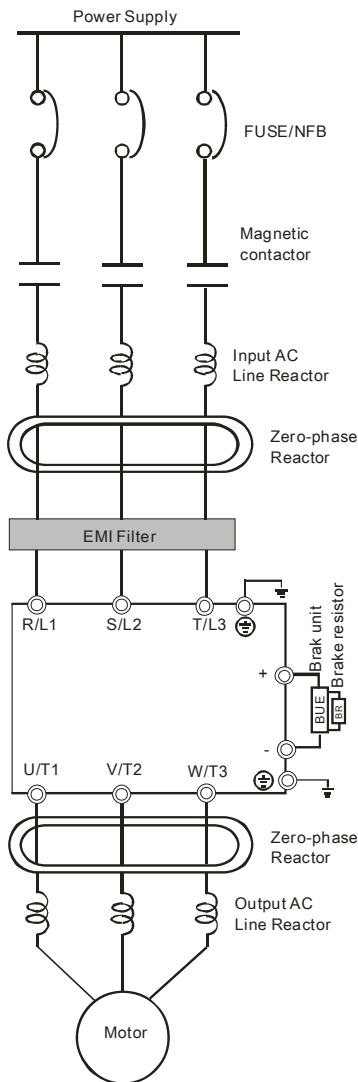 Power Supply
FUSE/NFB
Magnetic
contactor
Input AC
Line Reactor
Zero-phase
Reactor
EMI Filter
R/L1
S/L2
T/L3
+
Brak unit
Brake resistor
BUE
BR
-
U/T1
V/T2
W/T3
Zero-phase
Reactor
Output AC
Line Reactor
Motor